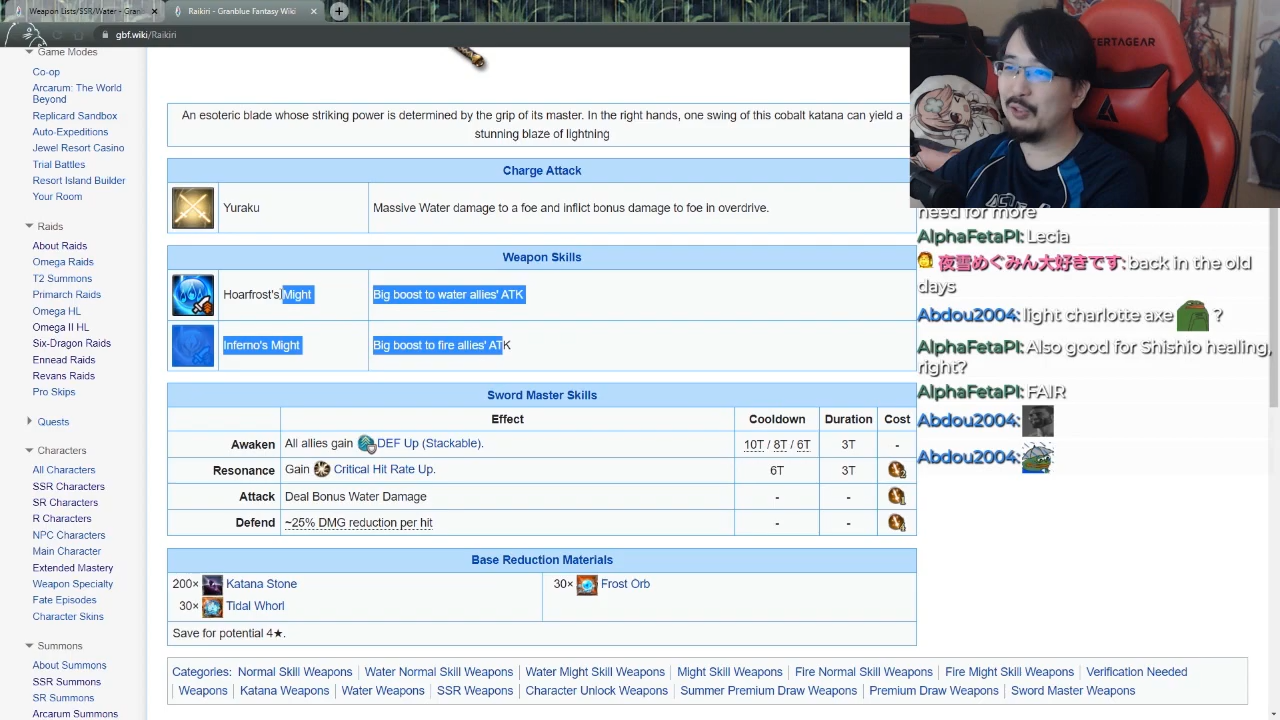 Weapon Lists/SSR/Water - Gran
Raikiri - Granblue Fantasy Wiki
gbf.wiki/Raikiri
Game Modes
Co-op
Arcarum: The World
Beyond
Replicard Sandbox
Auto-Expeditions
Jewel Resort Casino
Trial Battles
Resort Island Builder
Your Room
Raids
About Raids
Omega Raids
T2 Summons
Primarch Raids
Omega HL
Omega II HL
Six-Dragon Raids
Ennead Raids
Revans Raids
Pro Skips
Quests
Characters
All Characters
SSR Characters
SR Characters
R Characters
NPC Characters
Main Character
Extended Mastery
Weapon Specialty
Fate Episodes
Character Skins
Summons
About Summons
SSR Summons
SR Summons
Arcarum Summons
An esoteric blade whose striking power is determined by the grip of its master. In the right hands, one swing of this cobalt katana can yield a
stunning blaze of lightning
Charge Attack
Yuraku Massive Water damage to a foe and inflict bonus damage to foe in overdrive.
Weapon Skills
Hoarfrost's Might Big boost to water allies' ATK
Inferno's Might Big boost to fire allies' ATK
Sword Master Skills
Effect Cooldown Duration Cost
Awaken All allies gain DEF Up (Stackable). 10T / 8T / 6T 3T -
Resonance Gain Critical Hit Rate Up. 6T 3T
Attack Deal Bonus Water Damage - -
Defend ~25% DMG reduction per hit - -
Base Reduction Materials
200× Katana Stone 30× Frost Orb
30× Tidal Whorl
Save for potential 4★.
Categories: Normal Skill Weapons Water Normal Skill Weapons Water Might Skill Weapons Might Skill Weapons Fire Normal Skill Weapons Fire Might Skill Weapons Verification Needed
Weapons Katana Weapons Water Weapons SSR Weapons Character Unlock Weapons Summer Premium Draw Weapons Premium Draw Weapons Sword Master Weapons
need for more
AlphaFetaPI: Lecia
夜雪めぐみん大好きです: back in the old
days
Abdou2004: light charlotte axe ?
AlphaFetaPI: Also good for Shishio healing,
right?
AlphaFetaPI: FAIR
Abdou2004:
Abdou2004: